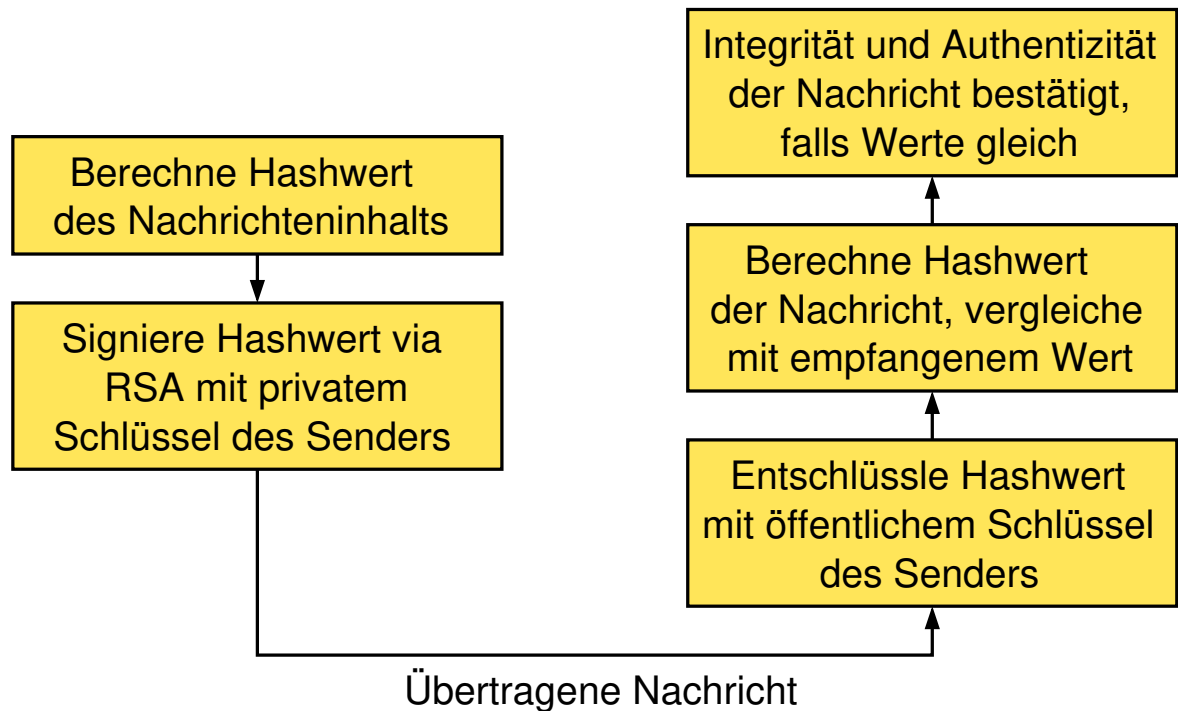 Berechne Hashwert
des Nachrichteninhalts
Signiere Hashwert via
RSA mit privatem
Schlüssel des Senders
Übertragene Nachricht
Entschlüssle Hashwert
mit öffentlichem Schlüssel
des Senders
Berechne Hashwert
der Nachricht, vergleiche
mit empfangenem Wert
Integrität und Authentizität
der Nachricht bestätigt,
falls Werte gleich